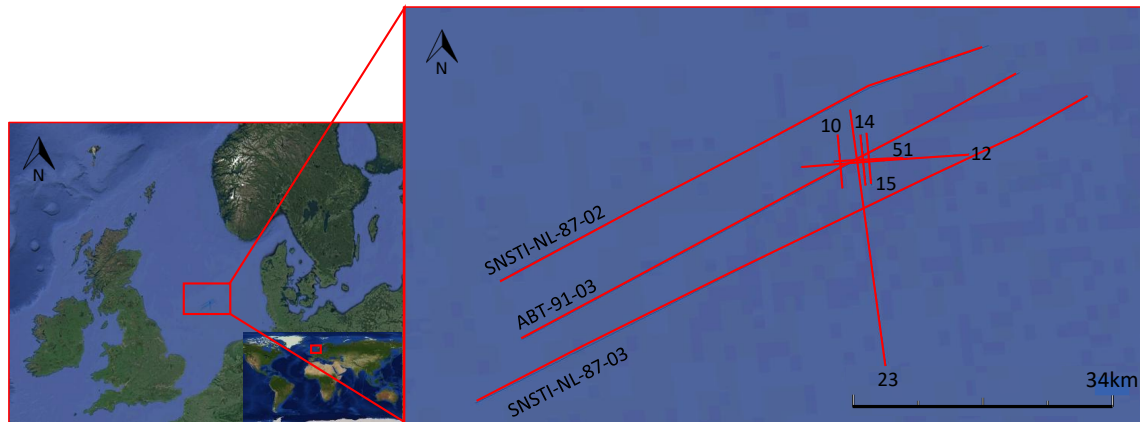 N
N
10
14
51
12
15
SNSTI-NL-87-02
ABT-91-03
SNSTI-NL-87-03
23
34km